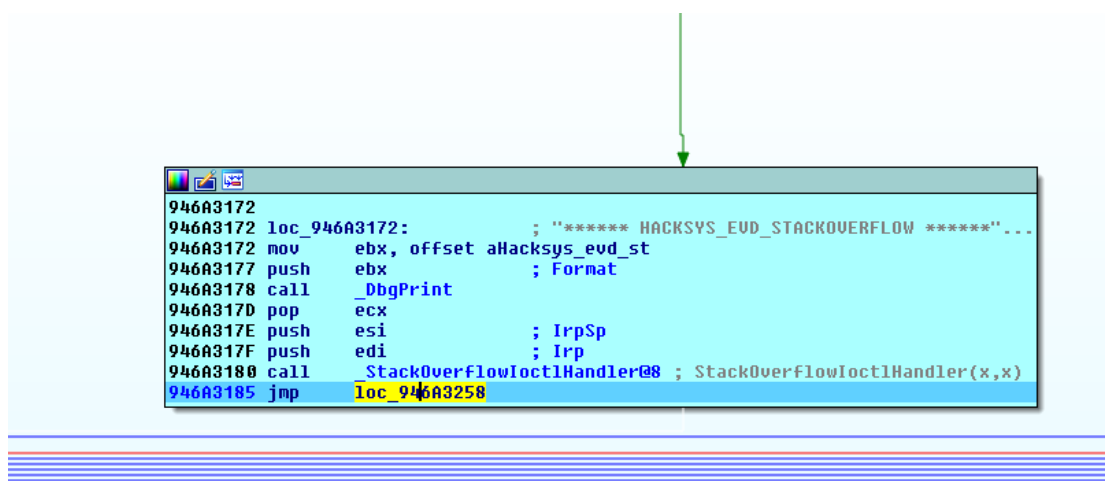 946A3172
946A3172 loc_946A3172: ; "****** HACKSYS_EVD_STACKOVERFLOW ******"...
946A3172 mov ebx, offset aHacksys_evd_st
946A3177 push ebx ; Format
946A3178 call _DbgPrint
946A317D pop ecx
946A317E push esi ; IrpSp
946A317F push edi ; Irp
946A3180 call _StackOverflowIoctlHandler@8 ; StackOverflowIoctlHandler(x,x)
946A3185 jmp loc_946A3258